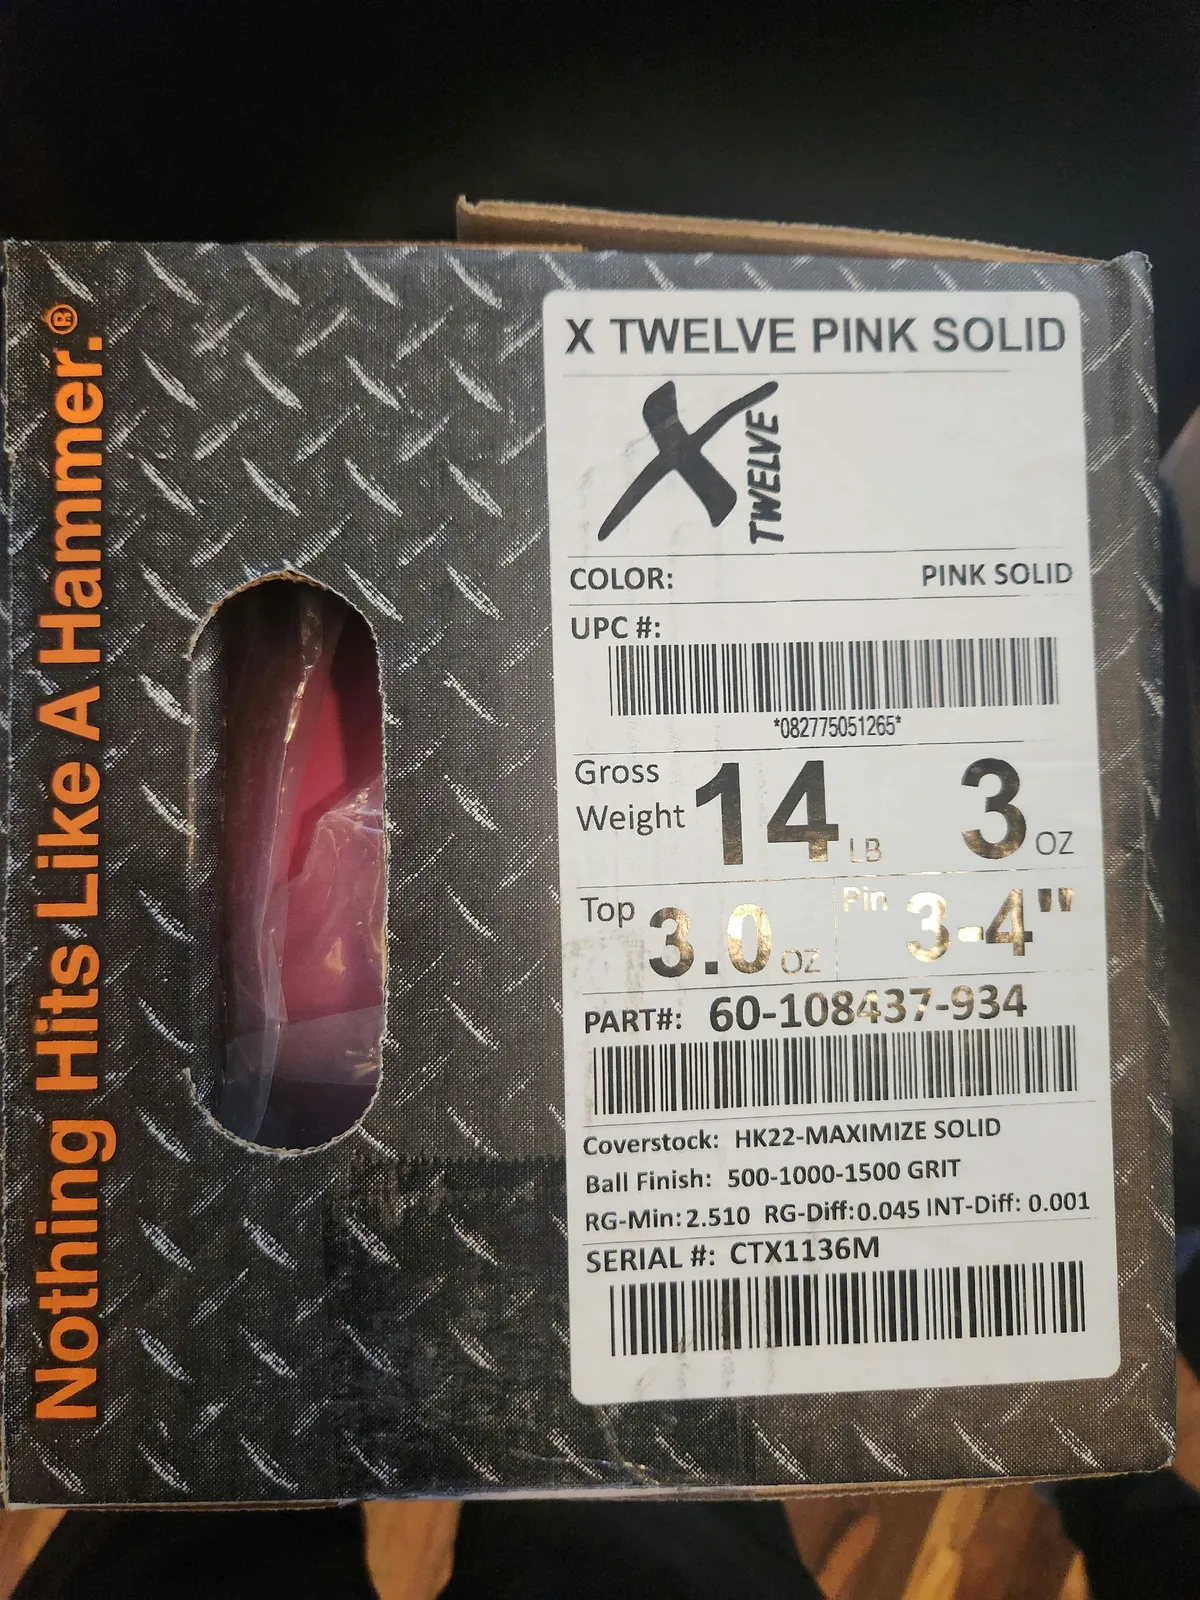 Nothing Hits Like A Hammer.®
X TWELVE PINK SOLID
X TWELVE
COLOR: PINK SOLID
UPC #:
*082775051265*
Gross Weight 14 LB 3 OZ
Top 3.0 OZ Pin 3-4"
PART#: 60-108437-934
Coverstock: HK22-MAXIMIZE SOLID
Ball Finish: 500-1000-1500 GRIT
RG-Min: 2.510 RG-Diff: 0.045 INT-Diff: 0.001
SERIAL #: CTX1136M